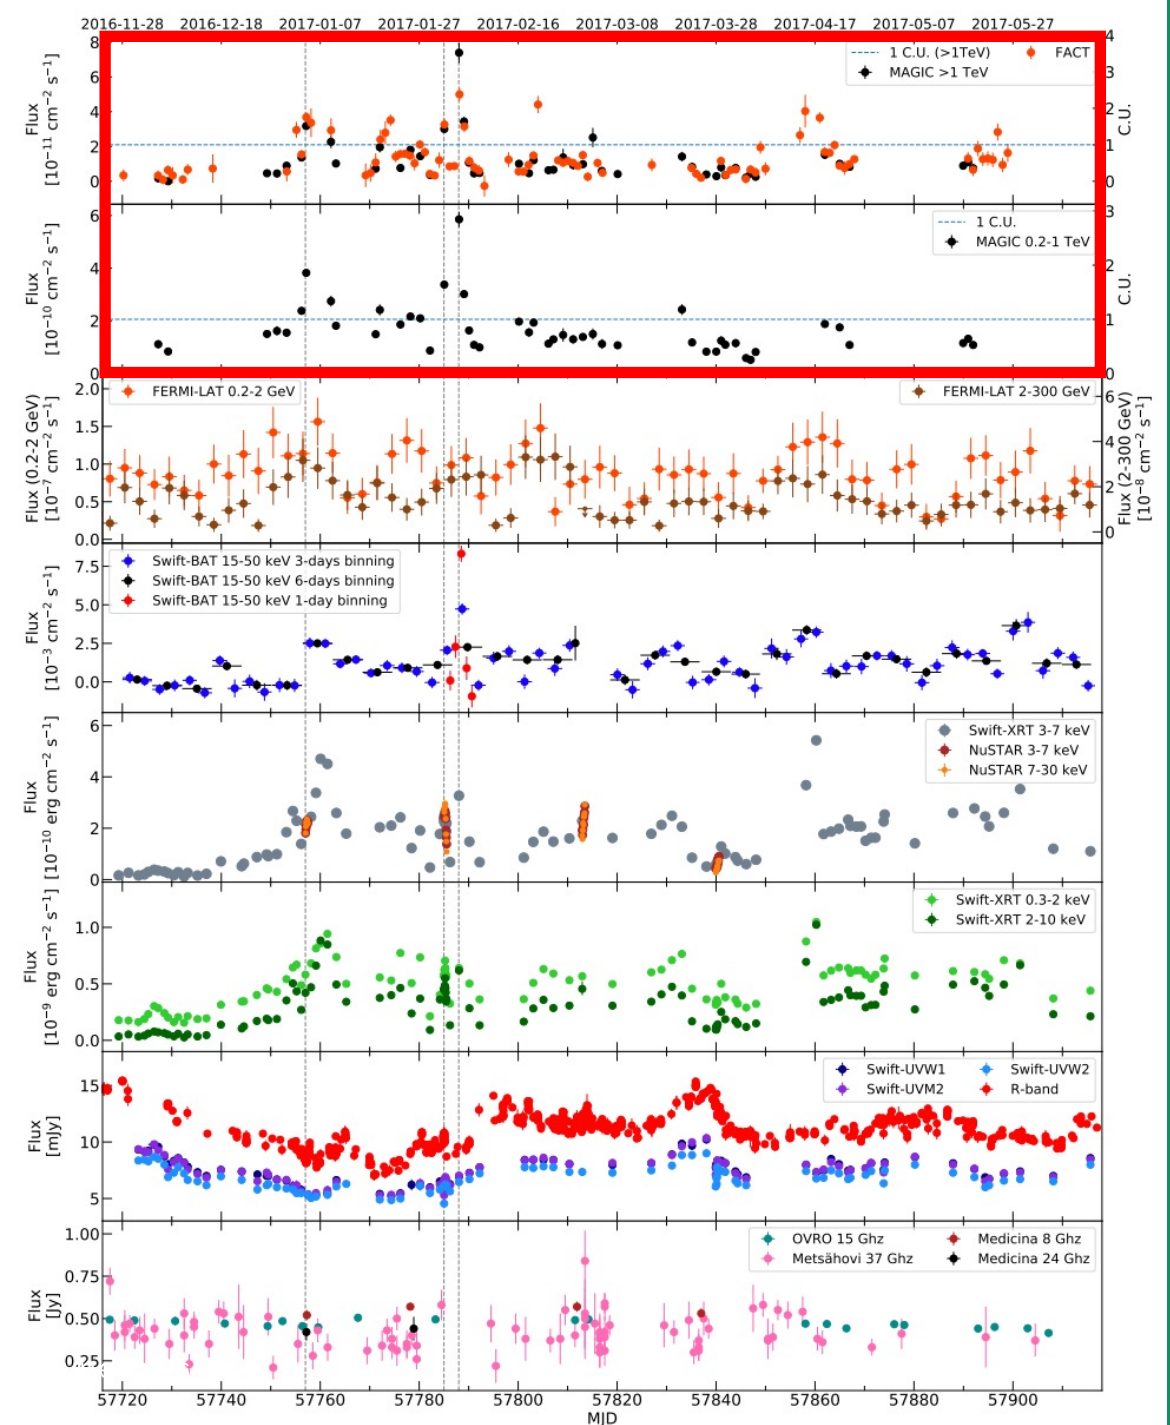 2016-11-28 2016-12-18 2017-01-07 2017-01-27 2017-02-16 2017-03-08 2017-03-28 2017-04-17 2017-05-07 2017-05-27
8 6 4 2 0
Flux
[10⁻¹¹ cm⁻² s⁻¹]
1 C.U. (>1TeV) FACT
MAGIC >1 TeV
4 3 2 1 0
C.U.
6 4 2 0
Flux
[10⁻¹⁰ cm⁻² s⁻¹]
1 C.U.
MAGIC 0.2-1 TeV
3 2 1 0
C.U.
2.0 1.5 1.0 0.5 0.0
Flux (0.2-2 GeV)
[10⁻⁷ cm⁻² s⁻¹]
FERMI-LAT 0.2-2 GeV FERMI-LAT 2-300 GeV
6 4 2 0
Flux (2-300 GeV)
[10⁻⁸ cm⁻² s⁻¹]
7.5 5.0 2.5 0.0
Flux
[10⁻³ cm⁻² s⁻¹]
Swift-BAT 15-50 keV 3-days binning
Swift-BAT 15-50 keV 6-days binning
Swift-BAT 15-50 keV 1-day binning
6 4 2 0
Flux
[10⁻¹⁰ erg cm⁻² s⁻¹]
Swift-XRT 3-7 keV
NuSTAR 3-7 keV
NuSTAR 7-30 keV
1.0 0.5 0.0
Flux
[10⁻⁹ erg cm⁻² s⁻¹]
Swift-XRT 0.3-2 keV
Swift-XRT 2-10 keV
15 10 5
Flux
[mJy]
Swift-UVW1 Swift-UVW2
Swift-UVM2 R-band
1.00 0.75 0.50 0.25
Flux
[Jy]
OVRO 15 Ghz Medicina 8 Ghz
Metsähovi 37 Ghz Medicina 24 Ghz
57720 57740 57760 57780 57800 57820 57840 57860 57880 57900
MJD